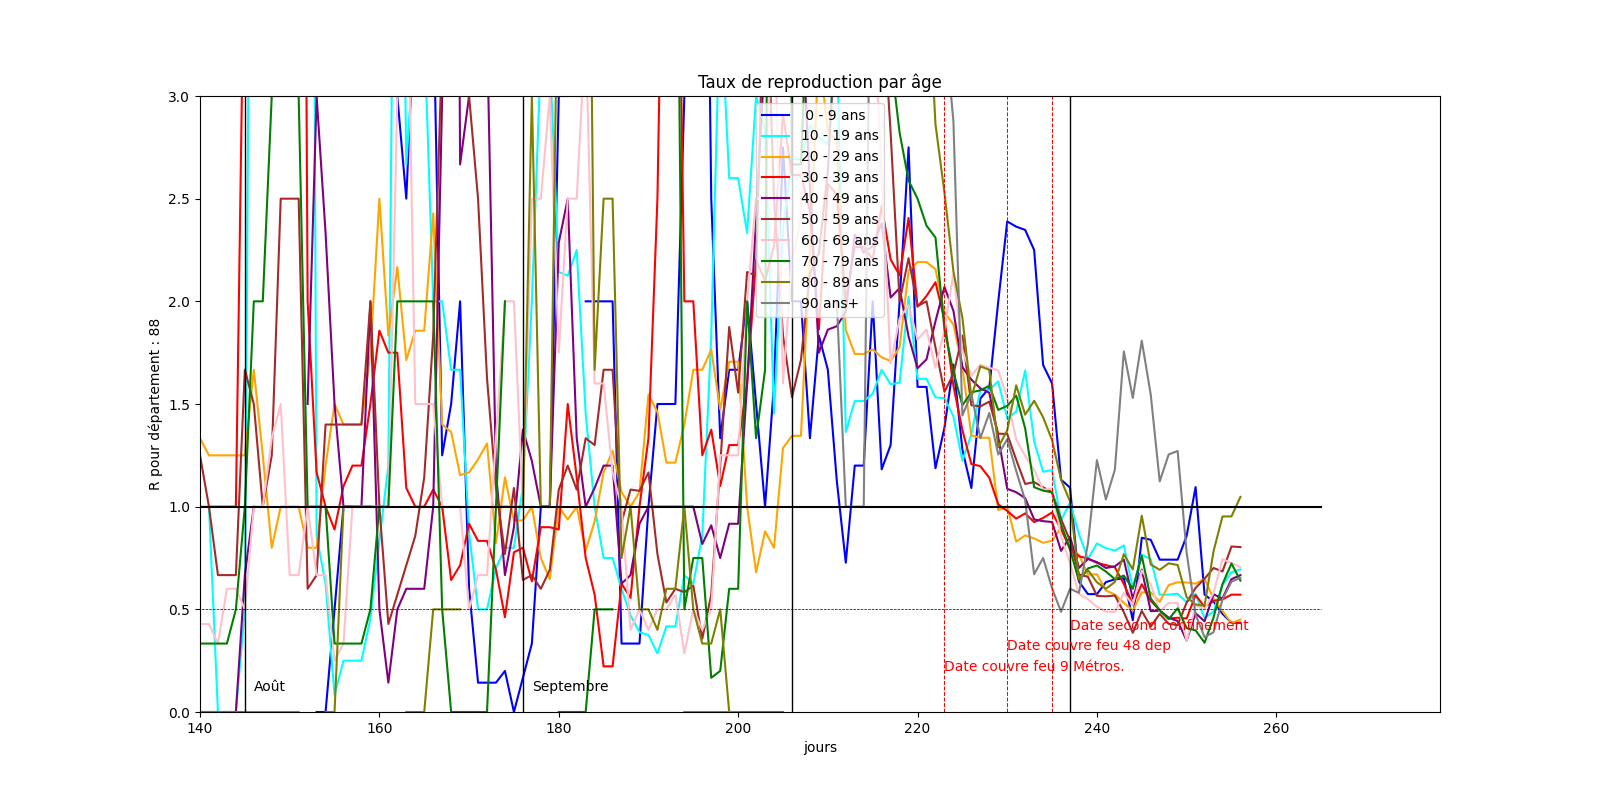 Taux de reproduction par âge
R pour département : 88
3.0
2.5
2.0
1.5
1.0
0.5
0.0
0 - 9 ans
10 - 19 ans
20 - 29 ans
30 - 39 ans
40 - 49 ans
50 - 59 ans
60 - 69 ans
70 - 79 ans
80 - 89 ans
90 ans+
Date second confinement
Date couvre feu 48 dep
Date couvre feu 9 Métros.
Août
Septembre
140
160
180
200
220
240
260
jours